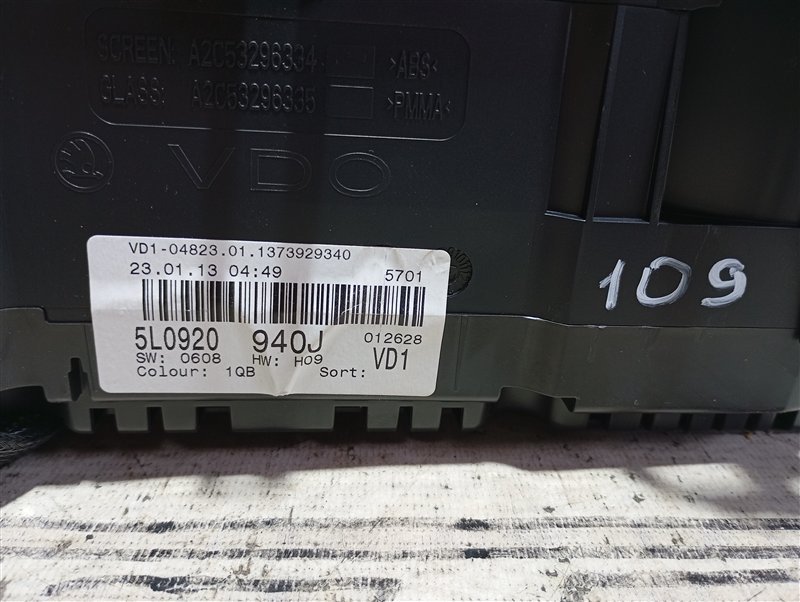 SCREEN: A2C53296334 >ABS<
GLASS: A2C53296335 >PMMA<
VDO
VD1-04823.01.1373929340
23.01.13 04:49 5701
5L0920 940J 012628
SW: 0608 HW: H09 VD1
Colour: 1QB Sort:
109